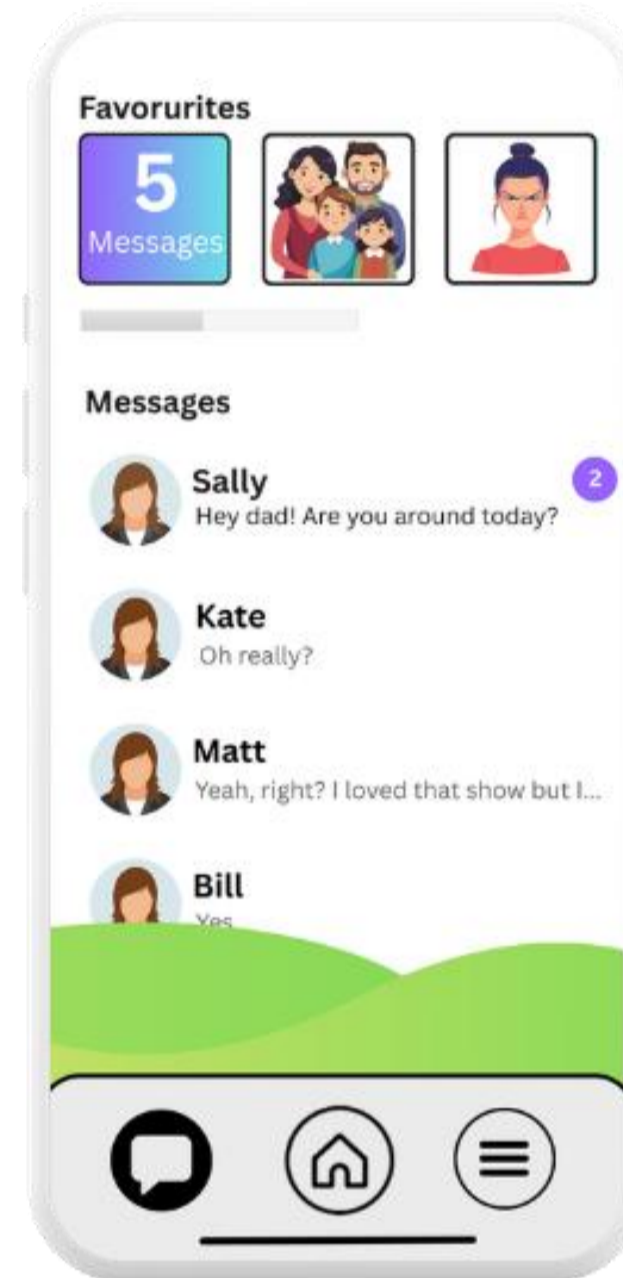 Favorurites
5
Messages
Messages
Sally
2
Hey dad! Are you around today?
Kate
Oh really?
Matt
Yeah, right? I loved that show but I...
Bill
Yes